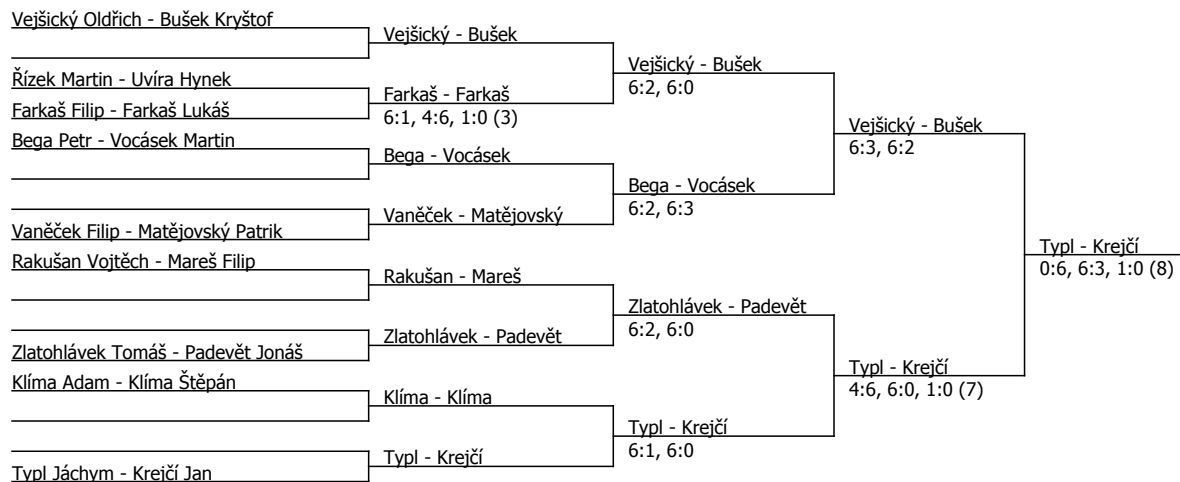 Vejšický Oldřich - Bušek Kryštof
Řízek Martin - Uvíra Hynek
Farkaš Filip - Farkaš Lukáš
Bega Petr - Vocásek Martin
Vaněček Filip - Matějovský Patrik
Rakušan Vojtěch - Mareš Filip
Zlatohlávek Tomáš - Padevět Jonáš
Klíma Adam - Klíma Štěpán
Typl Jáchym - Krejčí Jan
Vejšický - Bušek
Farkaš - Farkaš
6:1, 4:6, 1:0 (3)
Bega - Vocásek
Vaněček - Matějovský
Rakušan - Mareš
Zlatohlávek - Padevět
Klíma - Klíma
Typl - Krejčí
Vejšický - Bušek
6:2, 6:0
Bega - Vocásek
6:2, 6:3
Zlatohlávek - Padevět
6:2, 6:0
Typl - Krejčí
6:1, 6:0
Vejšický - Bušek
6:3, 6:2
Typl - Krejčí
4:6, 6:0, 1:0 (7)
Typl - Krejčí
0:6, 6:3, 1:0 (8)